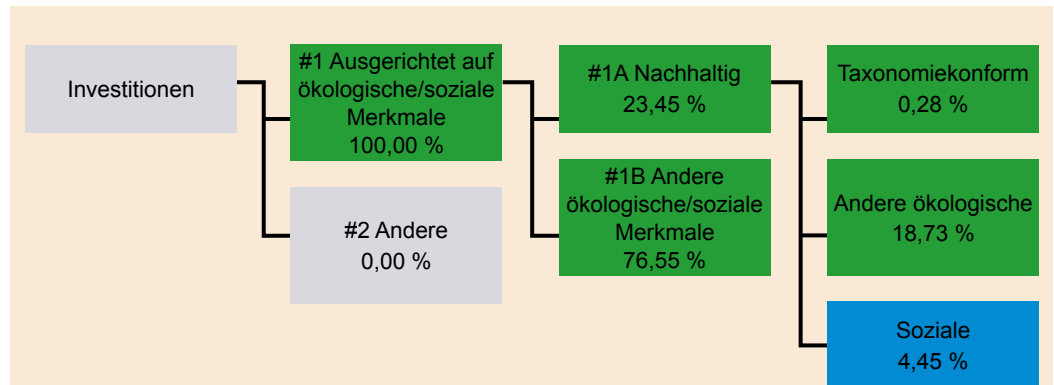 Investitionen
#1 Ausgerichtet auf
ökologische/soziale
Merkmale
100,00 %
#2 Andere
0,00 %
#1A Nachhaltig
23,45 %
#1B Andere
ökologische/soziale
Merkmale
76,55 %
Taxonomiekonform
0,28 %
Andere ökologische
18,73 %
Soziale
4,45 %